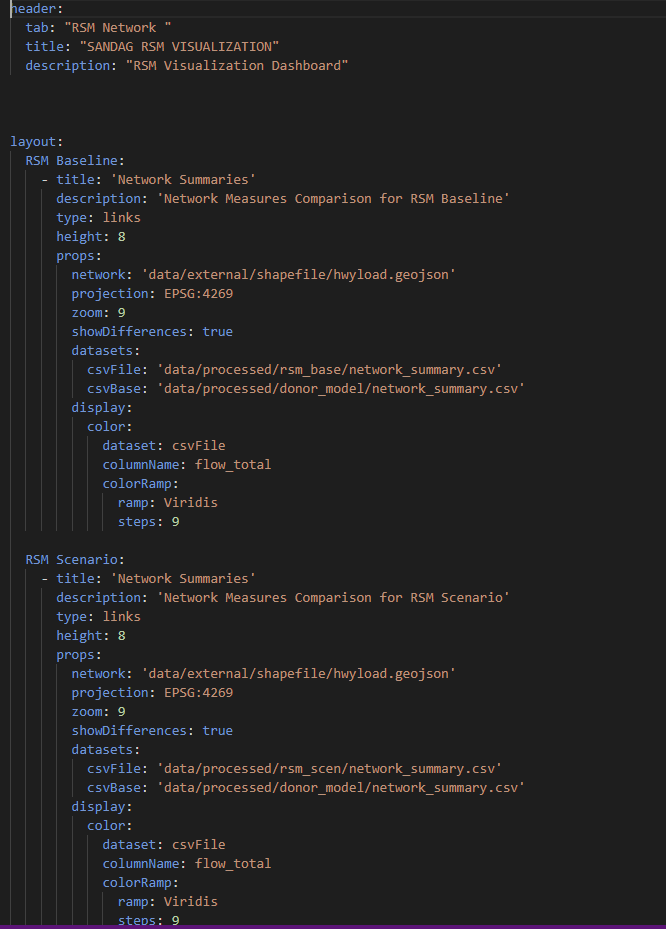 header:
  tab: "RSM Network "
  title: "SANDAG RSM VISUALIZATION"
  description: "RSM Visualization Dashboard"
layout:
  RSM Baseline:
    - title: 'Network Summaries'
      description: 'Network Measures Comparison for RSM Baseline'
      type: links
      height: 8
      props:
        network: 'data/external/shapefile/hwyload.geojson'
        projection: EPSG:4269
        zoom: 9
        showDifferences: true
        datasets:
          csvFile: 'data/processed/rsm_base/network_summary.csv'
          csvBase: 'data/processed/donor_model/network_summary.csv'
        display:
          color:
            dataset: csvFile
            columnName: flow_total
            colorRamp:
              ramp: Viridis
              steps: 9
  RSM Scenario:
    - title: 'Network Summaries'
      description: 'Network Measures Comparison for RSM Scenario'
      type: links
      height: 8
      props:
        network: 'data/external/shapefile/hwyload.geojson'
        projection: EPSG:4269
        zoom: 9
        showDifferences: true
        datasets:
          csvFile: 'data/processed/rsm_scen/network_summary.csv'
          csvBase: 'data/processed/donor_model/network_summary.csv'
        display:
          color:
            dataset: csvFile
            columnName: flow_total
            colorRamp:
              ramp: Viridis
              steps: 9